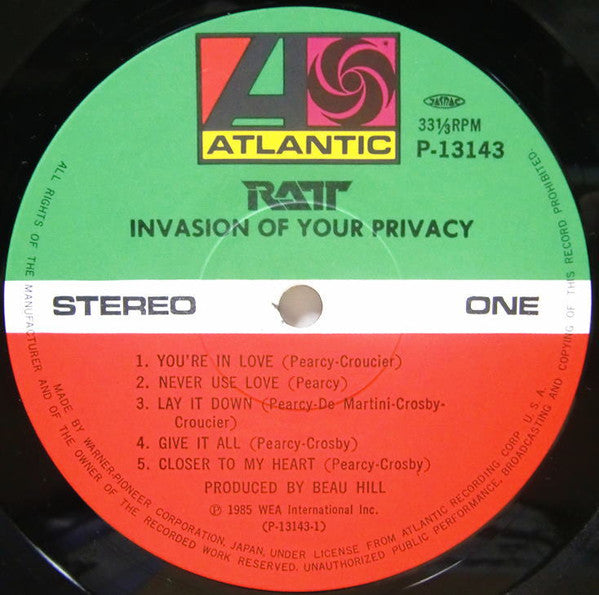 ATLANTIC
JASRAC
33⅓RPM
P-13143
RATT
INVASION OF YOUR PRIVACY
STEREO
ONE
1. YOU'RE IN LOVE (Pearcy-Croucier)
2. NEVER USE LOVE (Pearcy)
3. LAY IT DOWN (Pearcy-De Martini-Crosby-
Croucier)
4. GIVE IT ALL (Pearcy-Crosby)
5. CLOSER TO MY HEART (Pearcy-Crosby)
PRODUCED BY BEAU HILL
℗ 1985 WEA International Inc.
(P-13143-1)
MADE BY WARNER-PIONEER CORPORATION, JAPAN, UNDER LICENSE FROM ATLANTIC RECORDING CORP. U.S.A.
ALL RIGHTS OF THE MANUFACTURER AND OF THE OWNER OF THE RECORDED WORK RESERVED. UNAUTHORIZED PUBLIC PERFORMANCE, BROADCASTING AND COPYING OF THIS RECORD PROHIBITED.